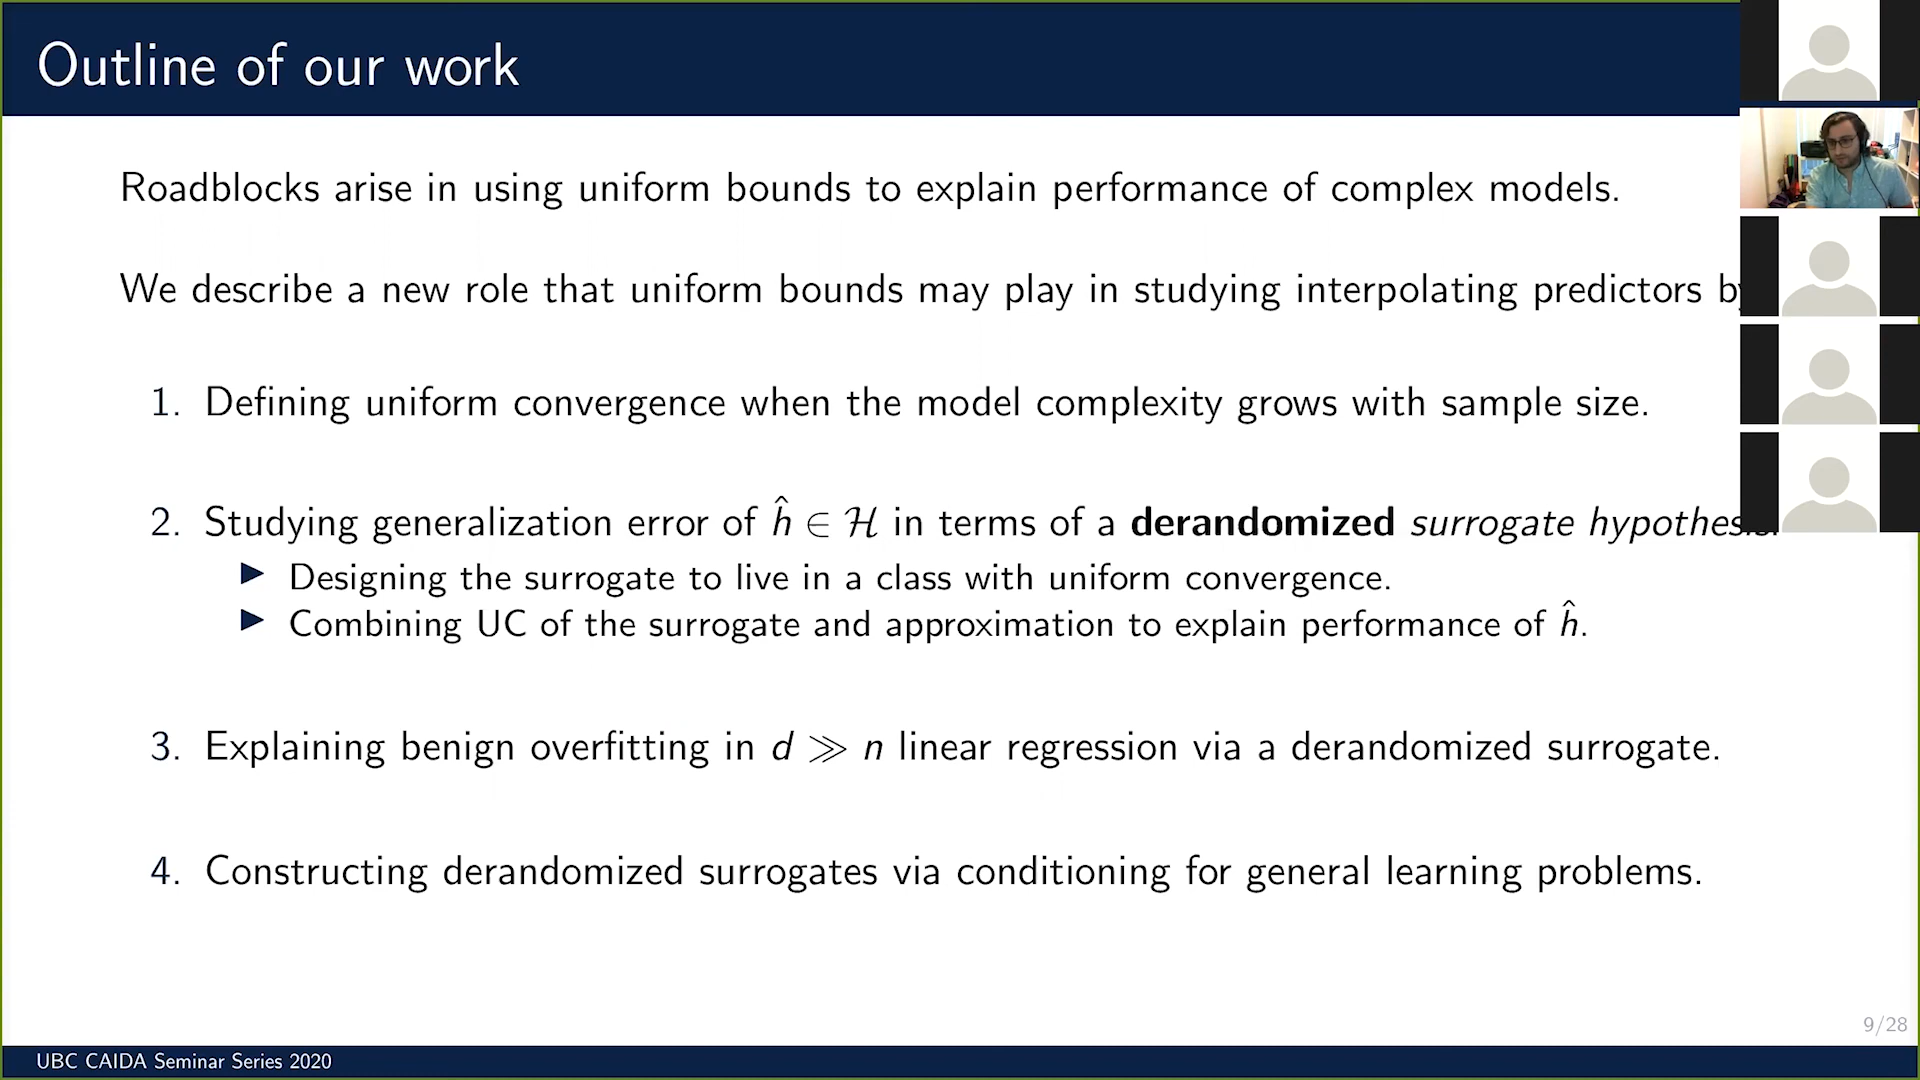 Outline of our work
Roadblocks arise in using uniform bounds to explain performance of complex models.
We describe a new role that uniform bounds may play in studying interpolating predictors by
1. Defining uniform convergence when the model complexity grows with sample size.
2. Studying generalization error of ĥ ∈ ℋ in terms of a derandomized surrogate hypothesis.
▶ Designing the surrogate to live in a class with uniform convergence.
▶ Combining UC of the surrogate and approximation to explain performance of ĥ.
3. Explaining benign overfitting in d ≫ n linear regression via a derandomized surrogate.
4. Constructing derandomized surrogates via conditioning for general learning problems.
9/28
UBC CAIDA Seminar Series 2020